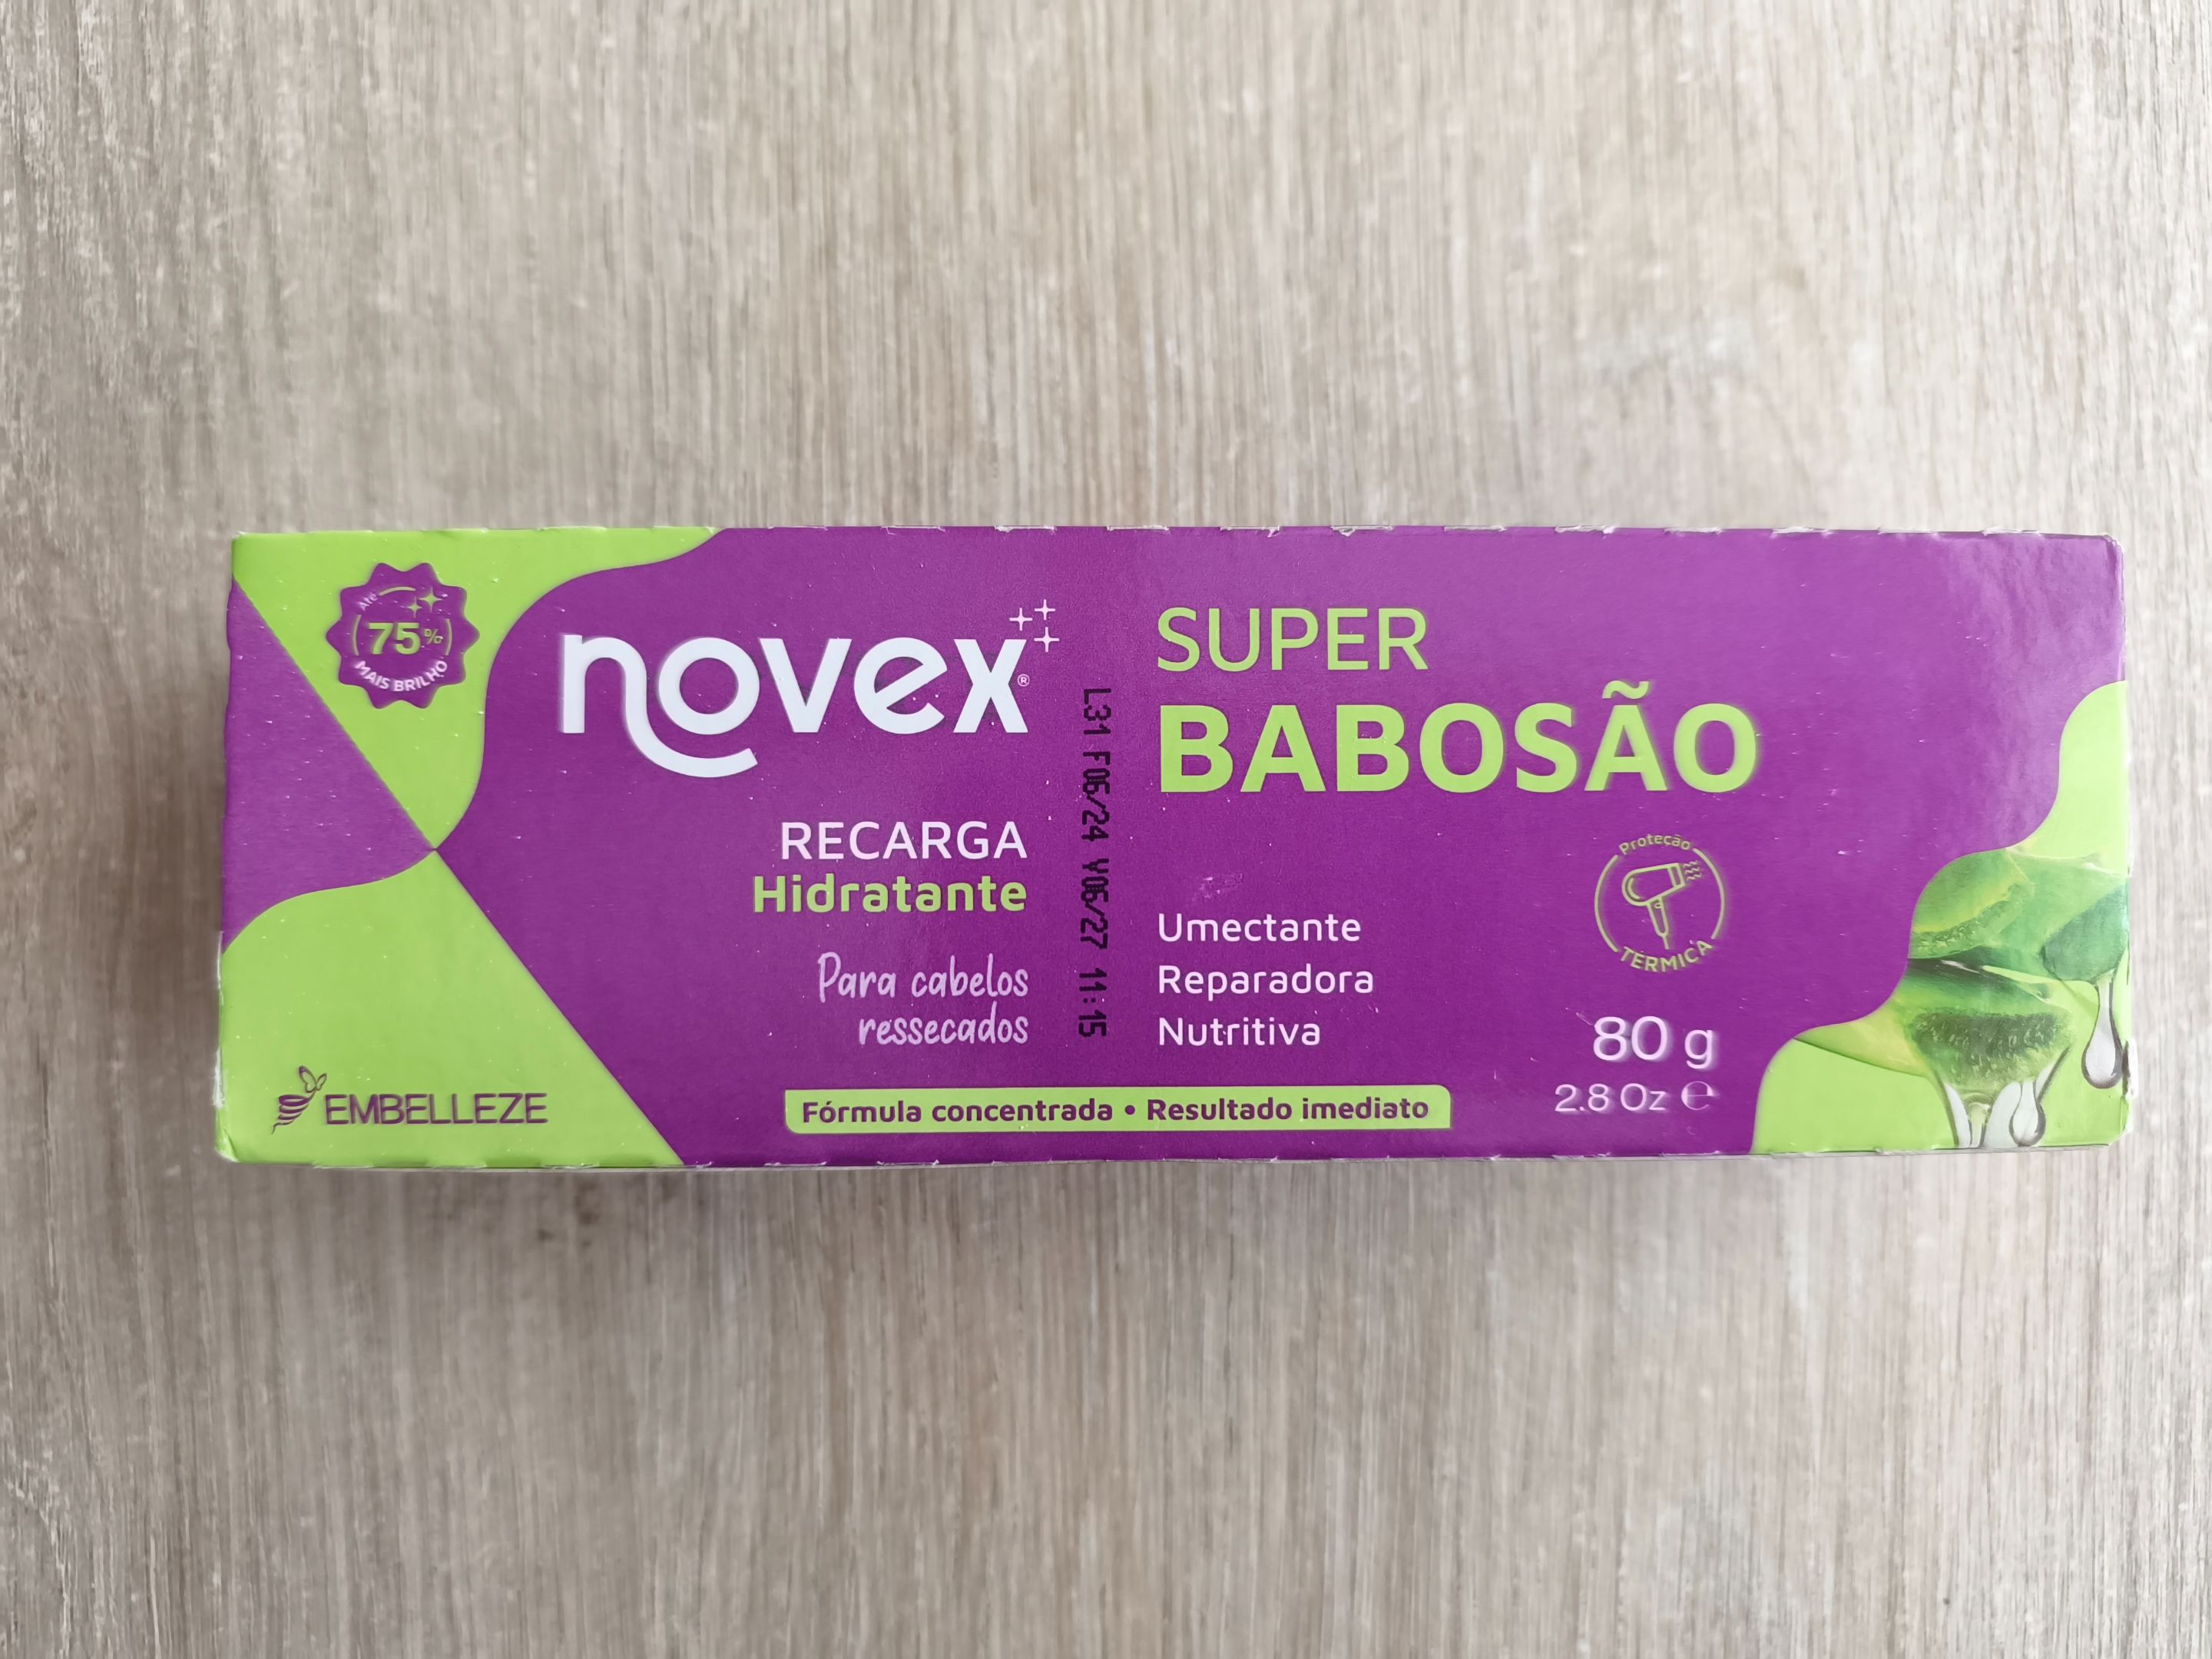 Até
75%
MAIS BRILHO
novex®
RECARGA
Hidratante
Para cabelos
ressecados
EMBELLEZE
L31 F06/24 V06/27 11:15
SUPER
BABOSÃO
Umectante
Reparadora
Nutritiva
Proteção
TÉRMICA
80 g
2.8 Oz ℮
Fórmula concentrada • Resultado imediato